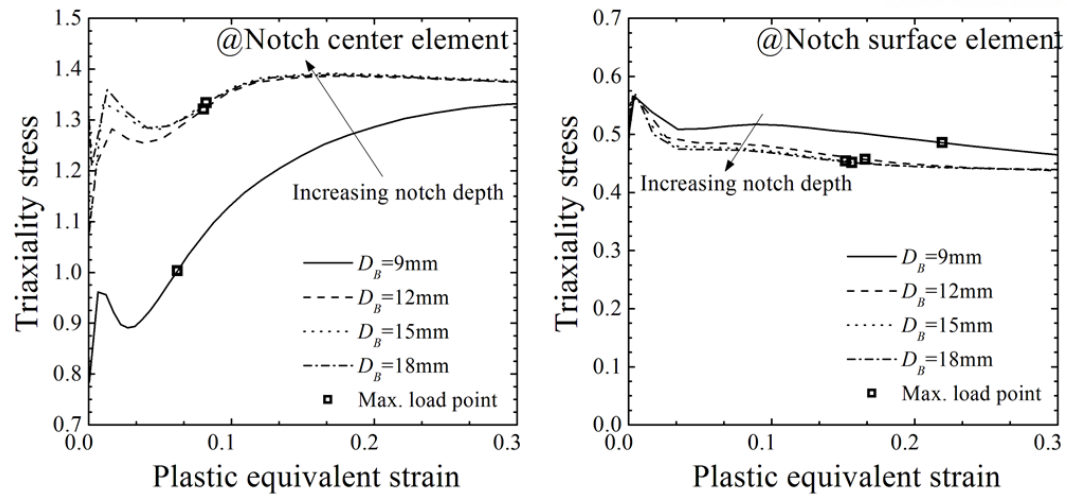 @Notch center element
1.5
1.4
1.3
1.2
1.1
1.0
0.9
0.8
0.7
Triaxiality stress
Increasing notch depth
D_B=9mm
D_B=12mm
D_B=15mm
D_B=18mm
Max. load point
0.0 0.1 0.2 0.3
Plastic equivalent strain
@Notch surface element
0.7
0.6
0.5
0.4
0.3
0.2
0.1
0.0
Triaxiality stress
Increasing notch depth
D_B=9mm
D_B=12mm
D_B=15mm
D_B=18mm
Max. load point
0.0 0.1 0.2 0.3
Plastic equivalent strain